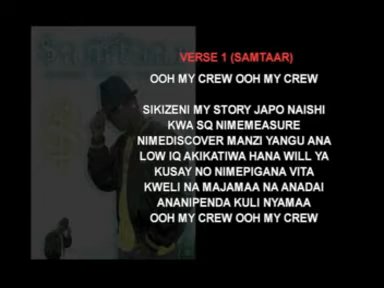 VERSE 1 (SAMTAAR)
OOH MY CREW OOH MY CREW
SIKIZENI MY STORY JAPO NAISHI
KWA SQ NIMEMEASURE
NIMEDISCOVER MANZI YANGU ANA
LOW IQ AKIKATIWA HANA WILL YA
KUSAY NO NIMEPIGANA VITA
KWELI NA MAJAMAA NA ANADAI
ANANIPENDA KULI NYAMAA
OOH MY CREW OOH MY CREW